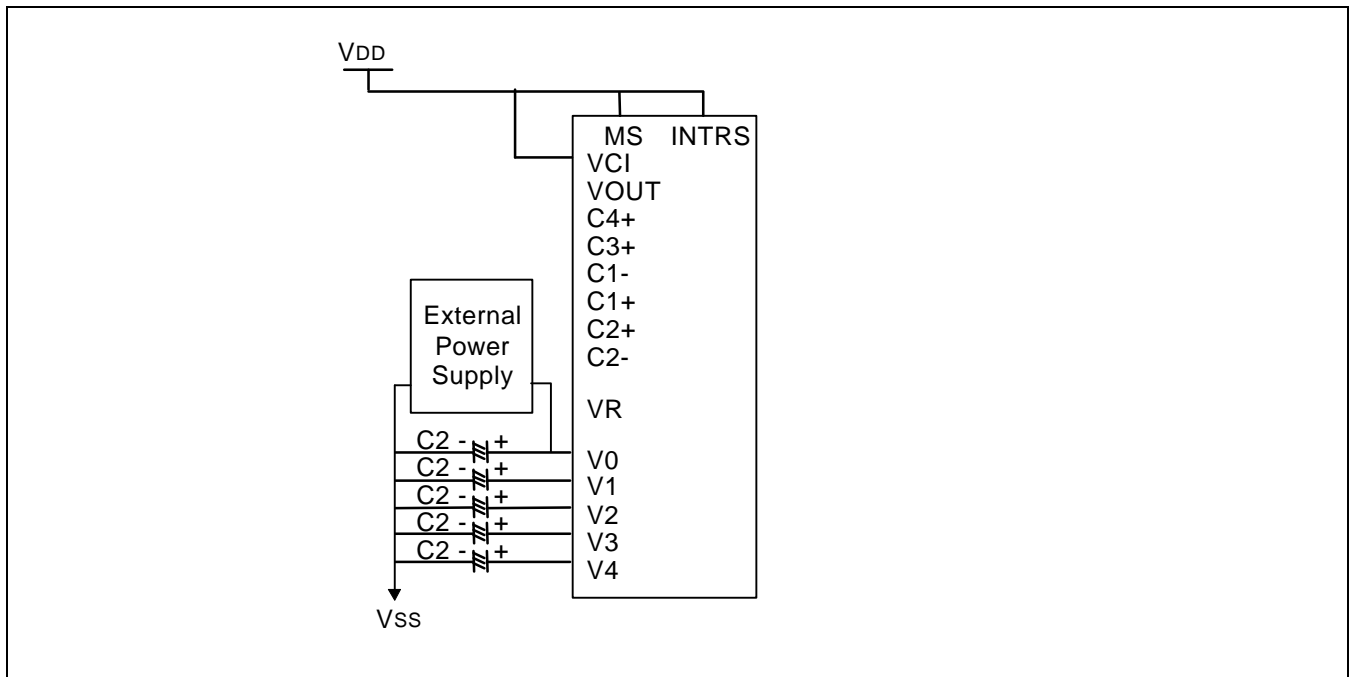 VDD
MS INTRS
VCI
VOUT
C4+
C3+
C1-
C1+
C2+
C2-
VR
External
Power
Supply
C2 - + V0
C2 - + V1
C2 - + V2
C2 - + V3
C2 - + V4
VSS